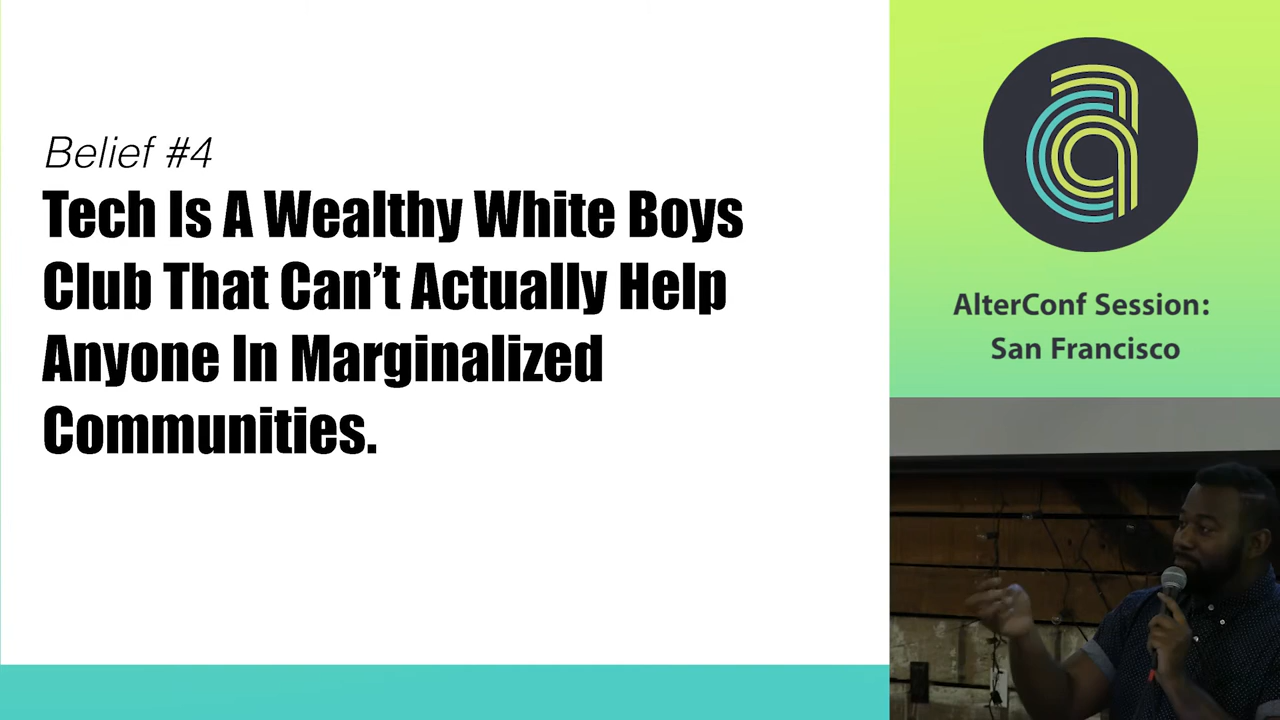 Belief #4
Tech Is A Wealthy White Boys
Club That Can’t Actually Help
Anyone In Marginalized
Communities.
AlterConf Session:
San Francisco